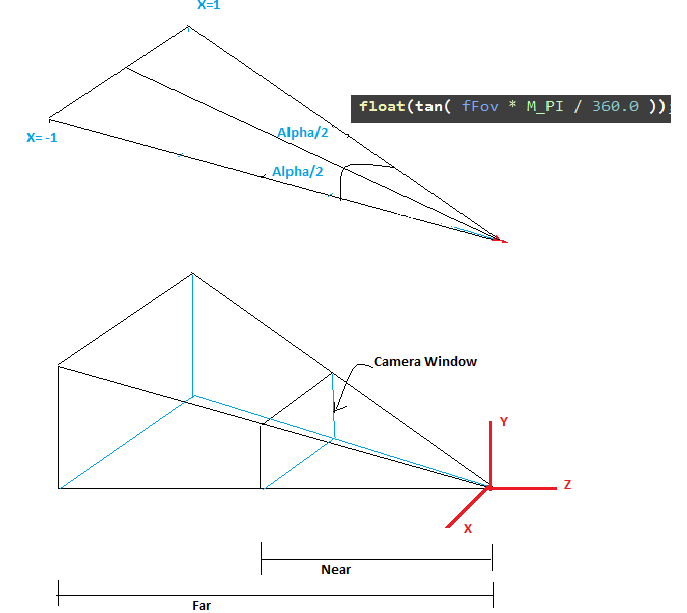 X=1
float(tan( fFov * M_PI / 360.0 ));
Alpha/2
X= -1
Alpha/2
Camera Window
Y
Z
X
Near
Far